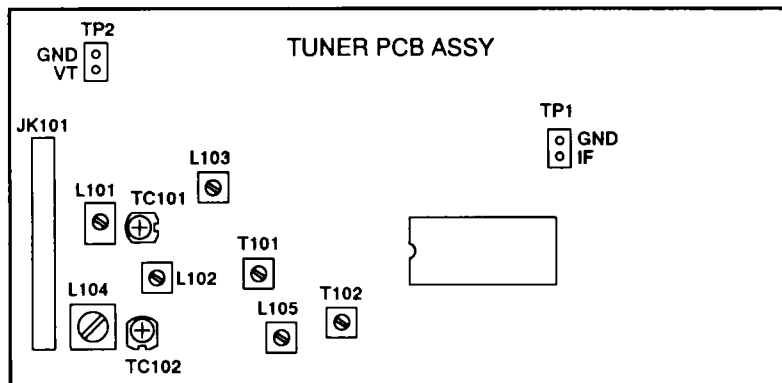 TP2
GND
VT
TUNER PCB ASSY
TP1
GND
IF
JK101
L103
L101
TC101
T101
L102
L104
L105
T102
TC102